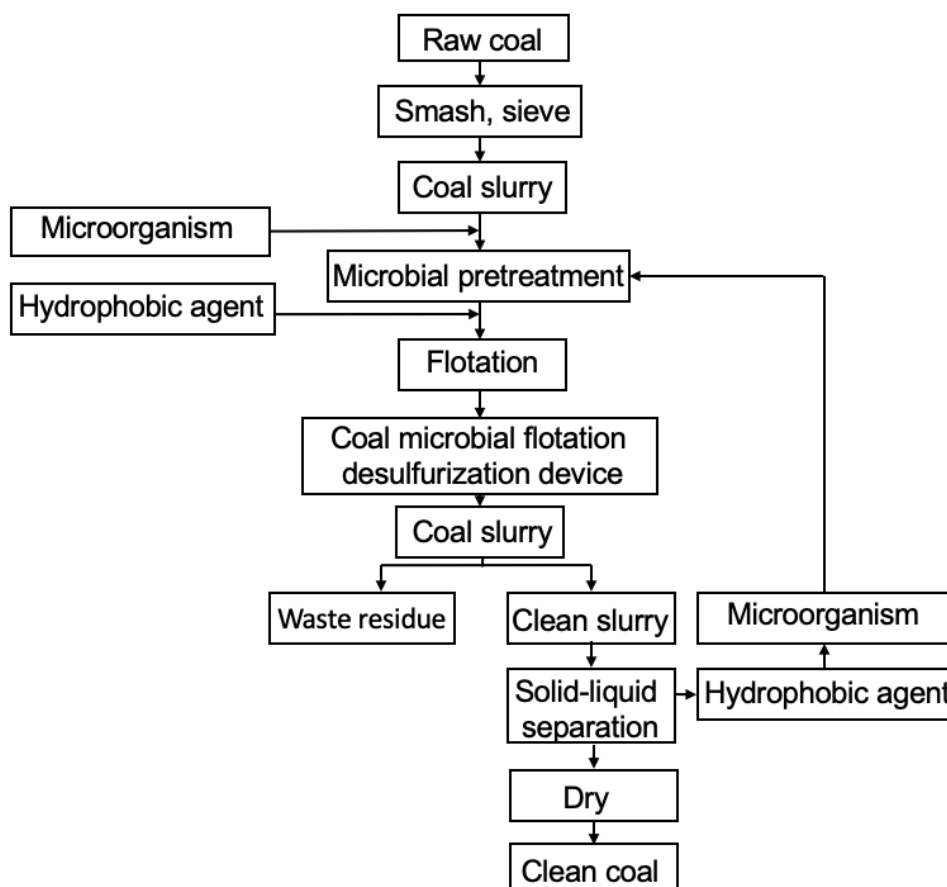 Raw coal
Smash, sieve
Coal slurry
Microorganism
Microbial pretreatment
Hydrophobic agent
Flotation
Coal microbial flotation
desulfurization device
Coal slurry
Waste residue
Clean slurry
Microorganism
Solid-liquid
separation
Hydrophobic agent
Dry
Clean coal